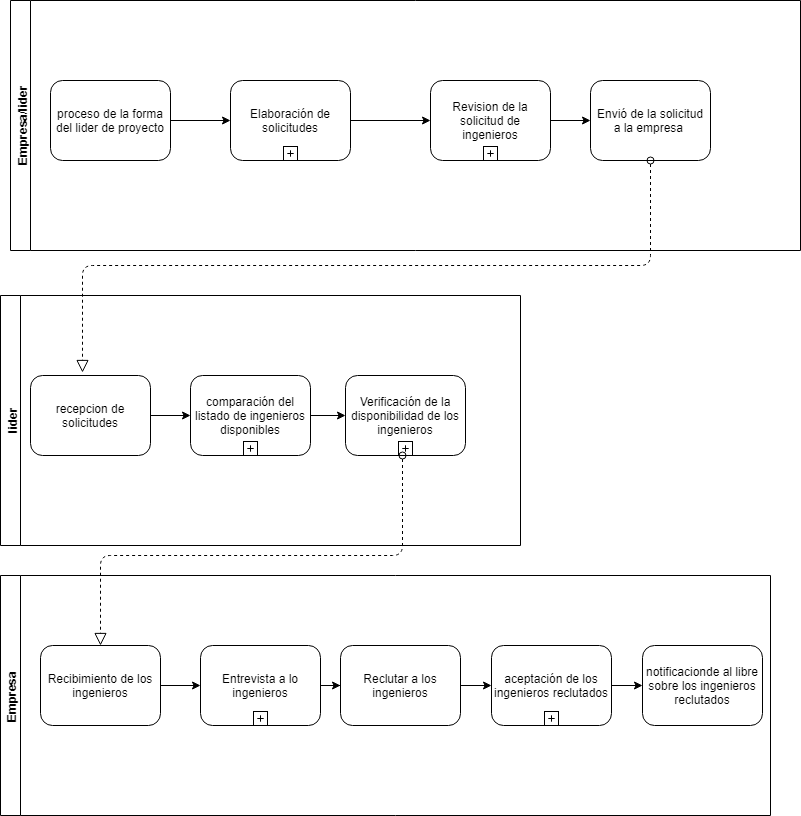 Empresa/lider
proceso de la forma
del lider de proyecto
Elaboración de
solicitudes
Revision de la
solicitud de
ingenieros
Envió de la solicitud
a la empresa
lider
recepcion de
solicitudes
comparación del
listado de ingenieros
disponibles
Verificación de la
disponibilidad de los
ingenieros
Empresa
Recibimiento de los
ingenieros
Entrevista a lo
ingenieros
Reclutar a los
ingenieros
aceptación de los
ingenieros reclutados
notificacionde al libre
sobre los ingenieros
reclutados